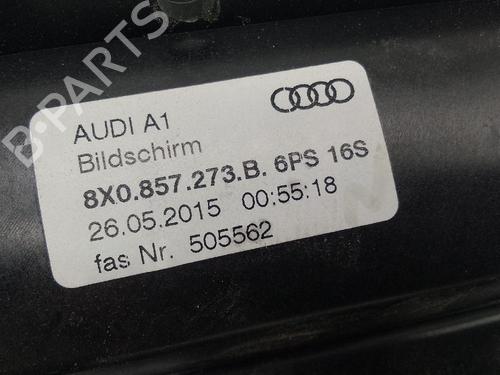 B-PARTS
AUDI A1
Bildschirm
8X0.857.273.B. 6PS 16S
26.05.2015 00:55:18
fas Nr. 505562